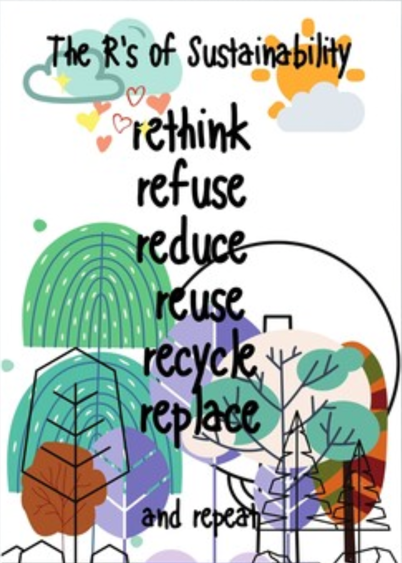 The R's of Sustainability
rethink
refuse
reduce
reuse
recycle
replace
and repeat